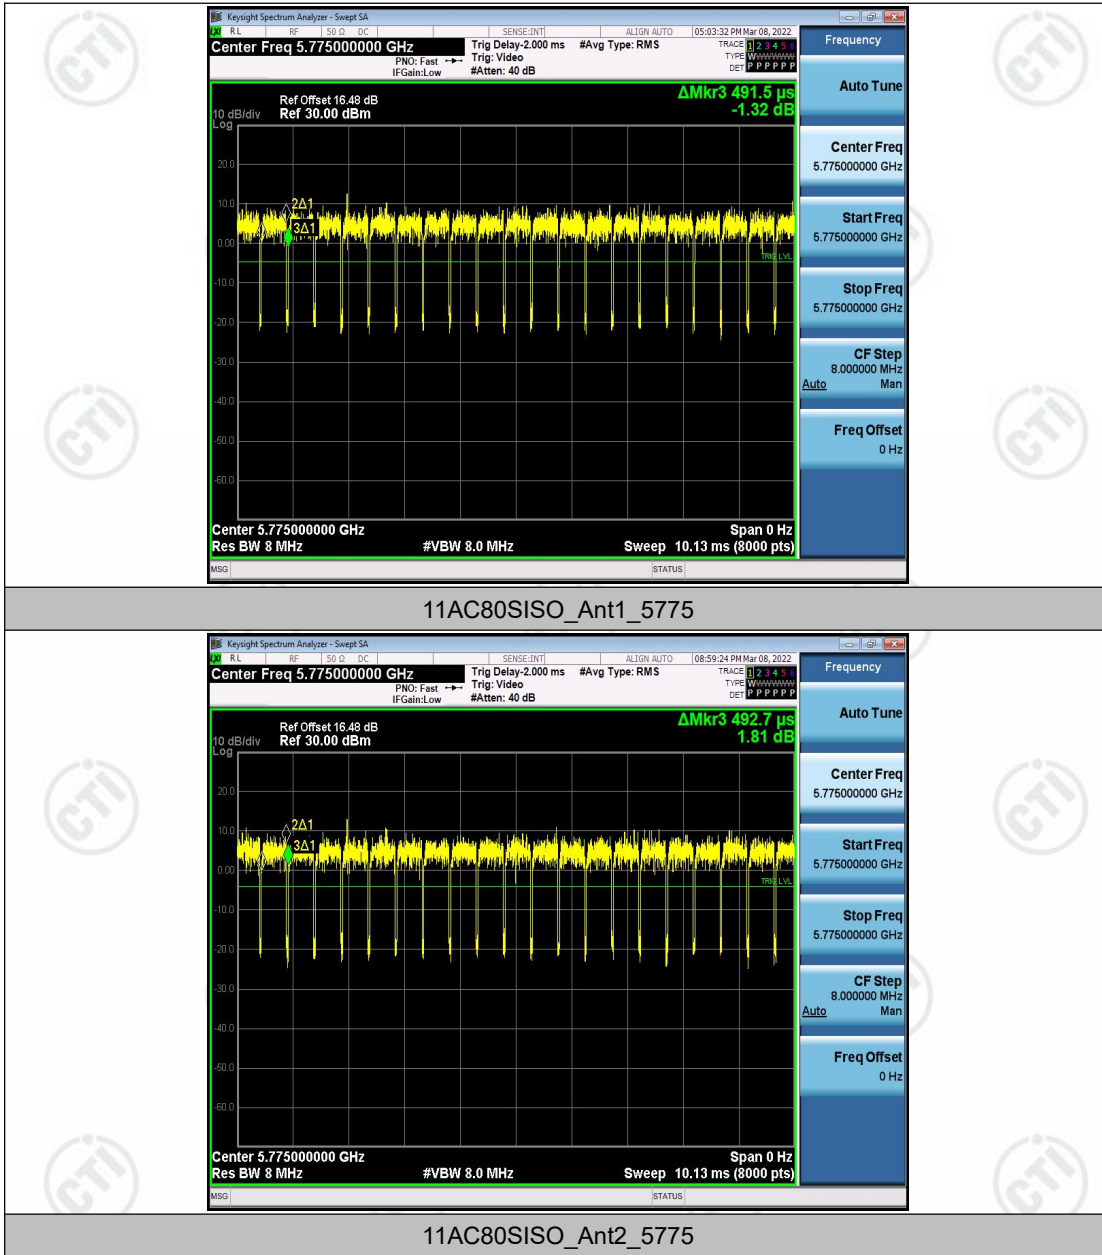 Keysight Spectrum Analyzer - Swept SA
LXI RL RF 50 Ω DC SENSE:INT ALIGN AUTO 05:03:32 PM Mar 08, 2022
Center Freq 5.775000000 GHz
PNO: Fast
IFGain:Low
Trig Delay-2.000 ms
Trig: Video
#Atten: 40 dB
#Avg Type: RMS
TRACE 1 2 3 4 5 6
TYPE WWWWWW
DET P P P P P P
Frequency
Auto Tune
Center Freq
5.775000000 GHz
Start Freq
5.775000000 GHz
Stop Freq
5.775000000 GHz
CF Step
8.000000 MHz
Auto Man
Freq Offset
0 Hz
ΔMkr3 491.5 µs
-1.32 dB
Ref Offset 16.48 dB
10 dB/div Ref 30.00 dBm
Log
20.0
10.0
0.00
-10.0
-20.0
-30.0
-40.0
-50.0
-60.0
2Δ1
3Δ1
TRIG LVL
Center 5.775000000 GHz Span 0 Hz
Res BW 8 MHz #VBW 8.0 MHz Sweep 10.13 ms (8000 pts)
MSG STATUS
11AC80SISO_Ant1_5775
Keysight Spectrum Analyzer - Swept SA
LXI RL RF 50 Ω DC SENSE:INT ALIGN AUTO 08:59:24 PM Mar 08, 2022
Center Freq 5.775000000 GHz
PNO: Fast
IFGain:Low
Trig Delay-2.000 ms
Trig: Video
#Atten: 40 dB
#Avg Type: RMS
TRACE 1 2 3 4 5 6
TYPE WWWWWW
DET P P P P P P
Frequency
Auto Tune
Center Freq
5.775000000 GHz
Start Freq
5.775000000 GHz
Stop Freq
5.775000000 GHz
CF Step
8.000000 MHz
Auto Man
Freq Offset
0 Hz
ΔMkr3 492.7 µs
1.81 dB
Ref Offset 16.48 dB
10 dB/div Ref 30.00 dBm
Log
20.0
10.0
0.00
-10.0
-20.0
-30.0
-40.0
-50.0
-60.0
2Δ1
3Δ1
TRIG LVL
Center 5.775000000 GHz Span 0 Hz
Res BW 8 MHz #VBW 8.0 MHz Sweep 10.13 ms (8000 pts)
MSG STATUS
11AC80SISO_Ant2_5775
CTI
CTI
CTI
CTI
CTI
CTI
CTI
CTI